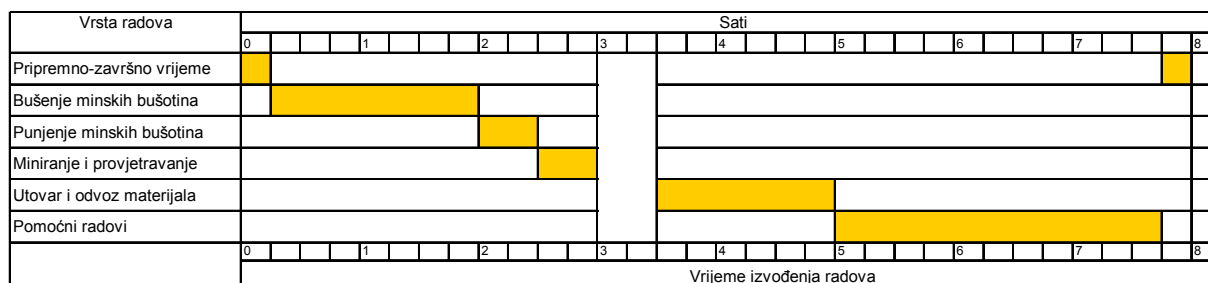 Vrsta radova Sati
0 1 2 3 4 5 6 7 8
Pripremno-završno vrijeme
Bušenje minskih bušotina
Punjenje minskih bušotina
Miniranje i provjetravanje
Utovar i odvoz materijala
Pomoćni radovi
0 1 2 3 4 5 6 7 8
Vrijeme izvođenja radova